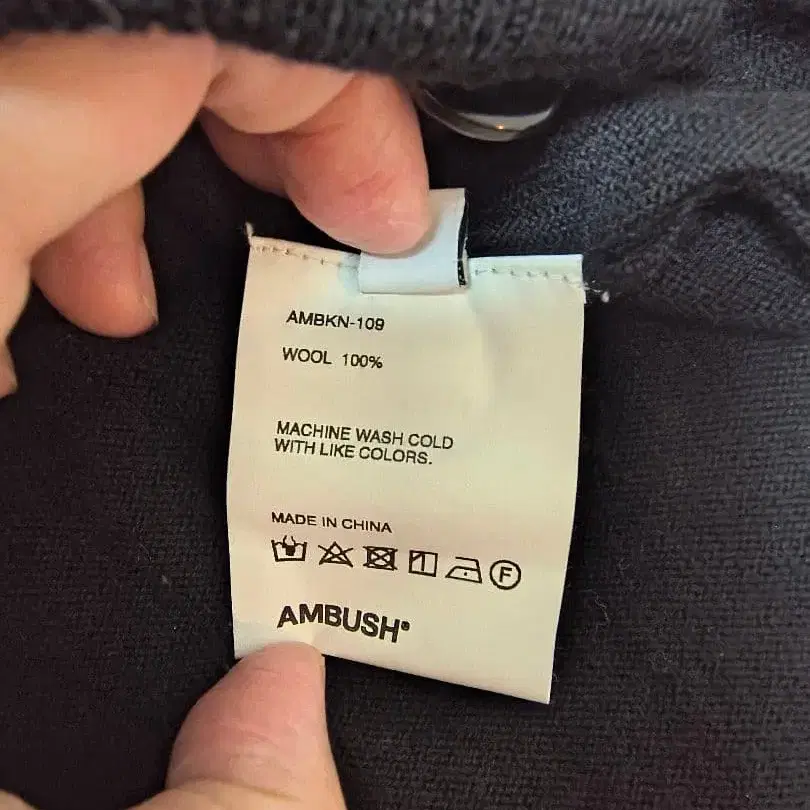 AMBKN-109
WOOL 100%
MACHINE WASH COLD
WITH LIKE COLORS.
MADE IN CHINA
F
AMBUSH®